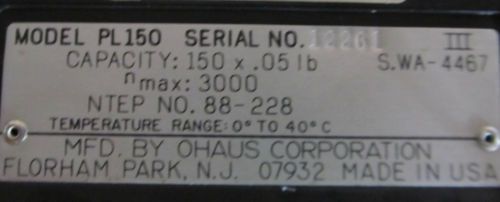 MODEL PL150 SERIAL NO. 12261 III
CAPACITY: 150 x .05 lb S.WA-4467
n max: 3000
NTEP NO. 88-228
TEMPERATURE RANGE: 0° TO 40° C
MFD. BY OHAUS CORPORATION
FLORHAM PARK, N.J. 07932 MADE IN USA